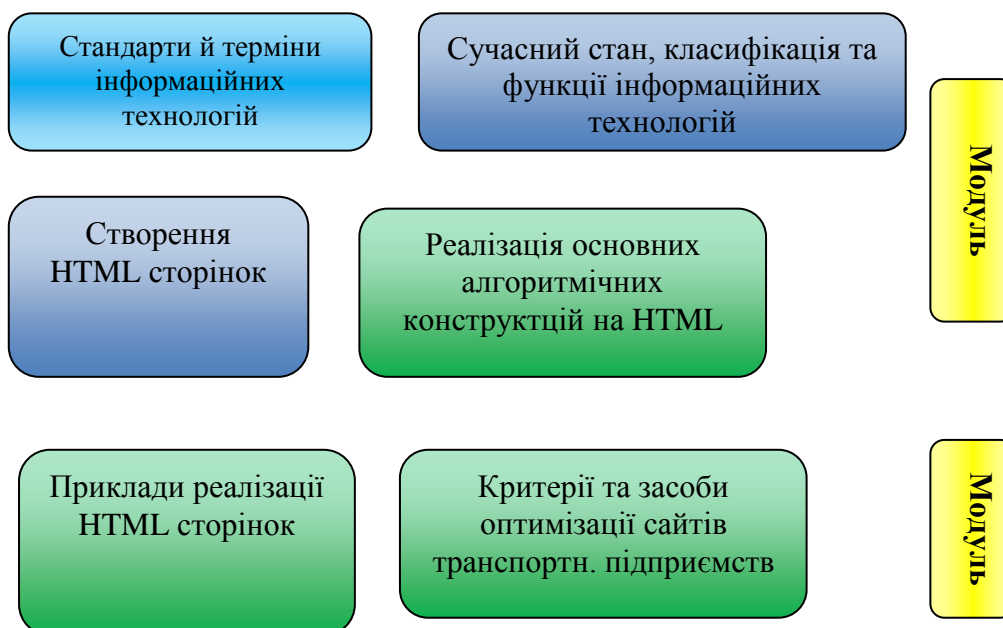 Стандарти й терміни
інформаційних
технологій
Сучасний стан, класифікація та
функції інформаційних
технологій
Модуль
Створення
HTML сторінок
Реалізація основних
алгоритмічних
конструктцій на HTML
Приклади реалізації
HTML сторінок
Критерії та засоби
оптимізації сайтів
транспортн. підприємств
Модуль